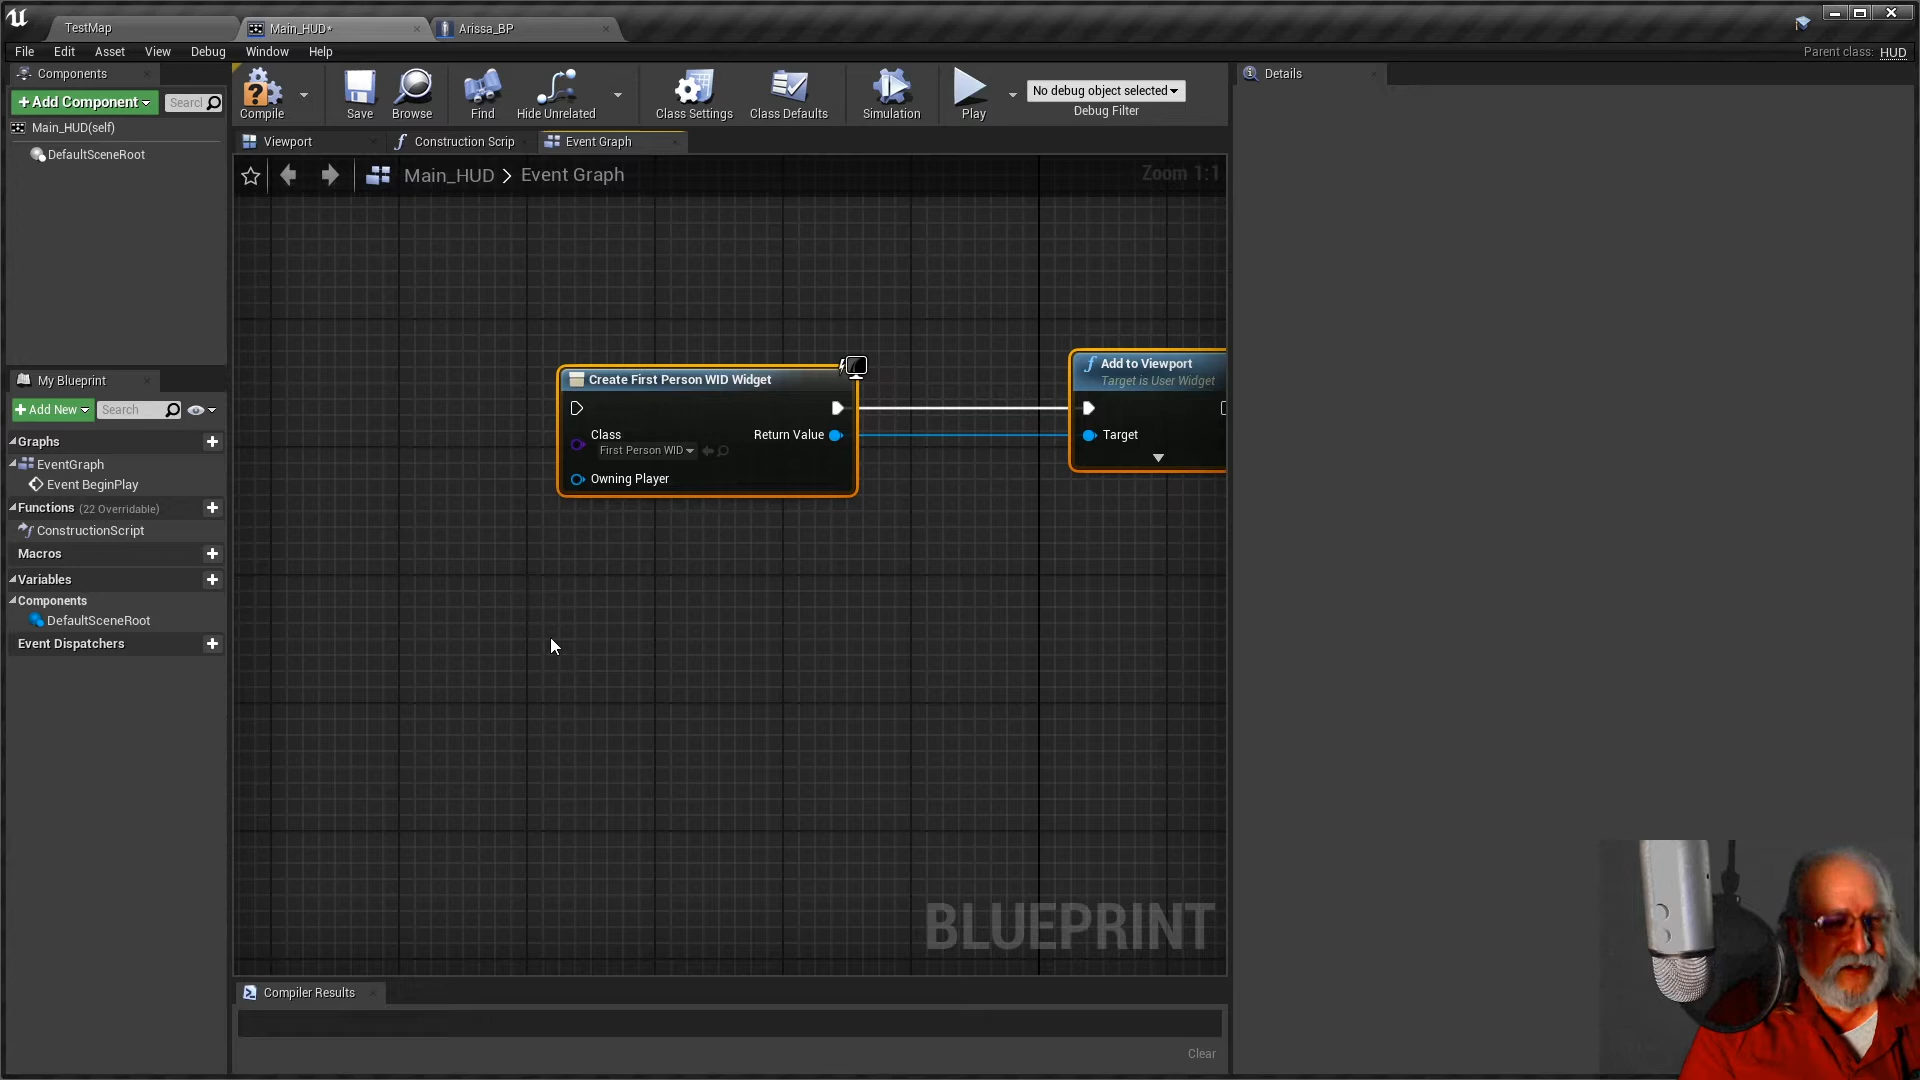 TestMap
Main_HUD*
Arissa_BP
File Edit Asset View Debug Window Help
Parent class: HUD
Components
+Add Component
Search
Main_HUD(self)
DefaultSceneRoot
Compile
Save
Browse
Find
Hide Unrelated
Class Settings
Class Defaults
Simulation
Play
No debug object selected
Debug Filter
Details
Viewport
Construction Scrip
Event Graph
Main_HUD > Event Graph
Zoom 1:1
My Blueprint
+Add New
Search
Graphs
EventGraph
Event BeginPlay
Functions (22 Overridable)
ConstructionScript
Macros
Variables
Components
DefaultSceneRoot
Event Dispatchers
Create First Person WID Widget
Class
First Person WID
Return Value
Owning Player
Add to Viewport
Target is User Widget
Target
BLUEPRINT
Compiler Results
Clear